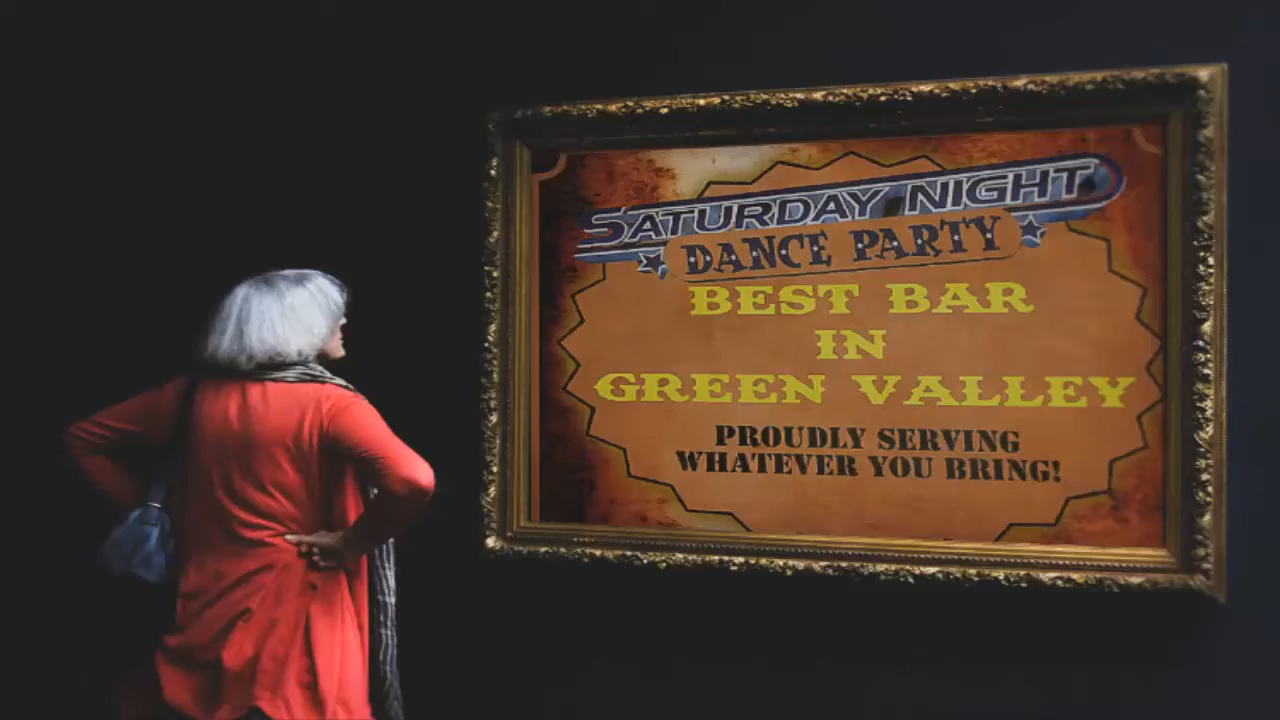 SATURDAY NIGHT
DANCE PARTY
BEST BAR
IN
GREEN VALLEY
PROUDLY SERVING
WHATEVER YOU BRING!